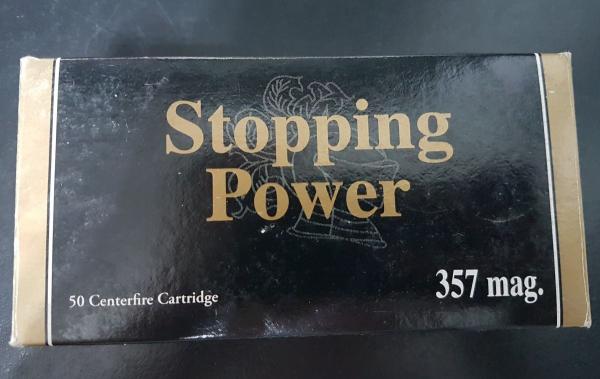 Stopping
Power
357 mag.
50 Centerfire Cartridge